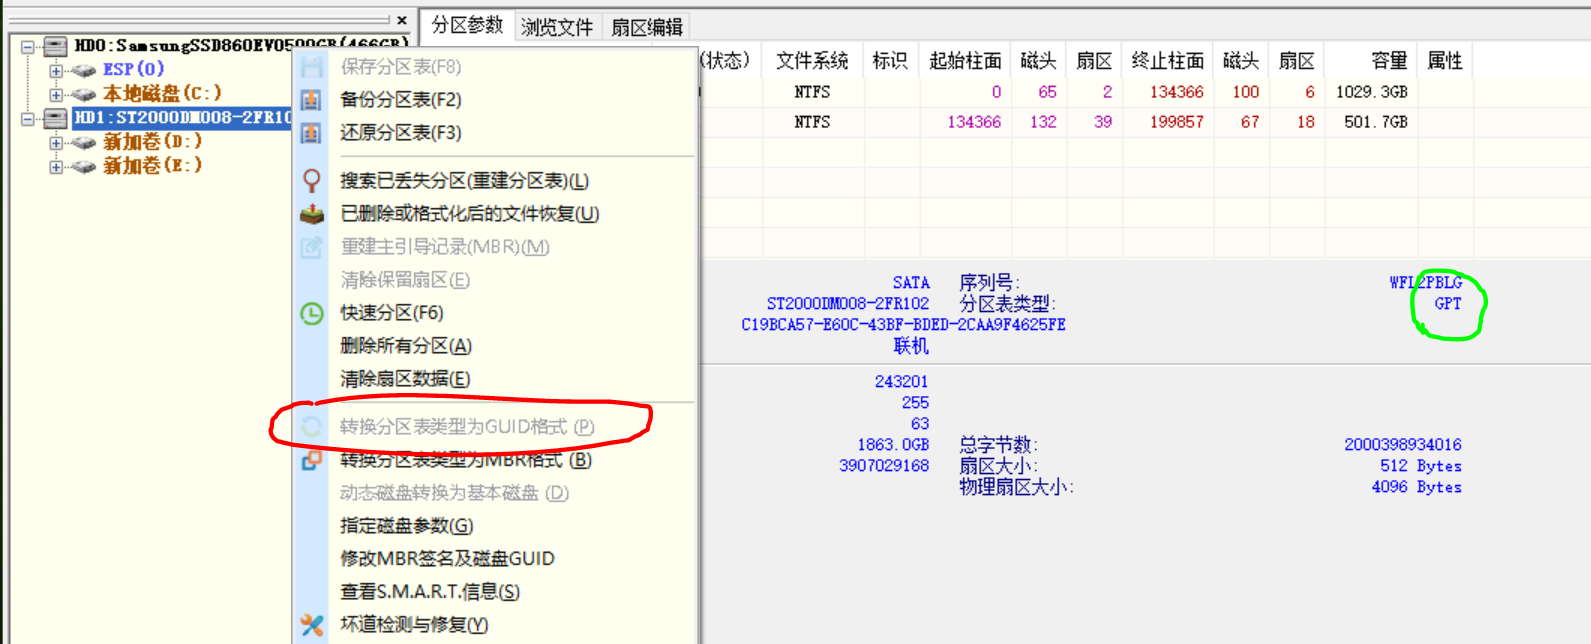 分区参数 浏览文件 扇区编辑
HD0:SamsungSSD860EVO500GB(466GB)
ESP(0)
本地磁盘(C:)
HD1:ST2000DM008-2FR10
新加卷(D:)
新加卷(E:)
保存分区表(F8)
备份分区表(F2)
还原分区表(F3)
搜索已丢失分区(重建分区表)(L)
已删除或格式化后的文件恢复(U)
重建主引导记录(MBR)(M)
清除保留扇区(E)
快速分区(F6)
删除所有分区(A)
清除扇区数据(E)
转换分区表类型为GUID格式 (P)
转换分区表类型为MBR格式 (B)
动态磁盘转换为基本磁盘 (D)
指定磁盘参数(G)
修改MBR签名及磁盘GUID
查看S.M.A.R.T.信息(S)
坏道检测与修复(Y)
(状态) 文件系统 标识 起始柱面 磁头 扇区 终止柱面 磁头 扇区 容量 属性
NTFS 0 65 2 134366 100 6 1029.3GB
NTFS 134366 132 39 199857 67 18 501.7GB
SATA 序列号: WFL2PBLG
ST2000DM008-2FR102 分区表类型: GPT
C19BCA57-E60C-43BF-BDED-2CAA9F4625FE
联机
243201
255
63
1863.0GB 总字节数: 2000398934016
3907029168 扇区大小: 512 Bytes
物理扇区大小: 4096 Bytes